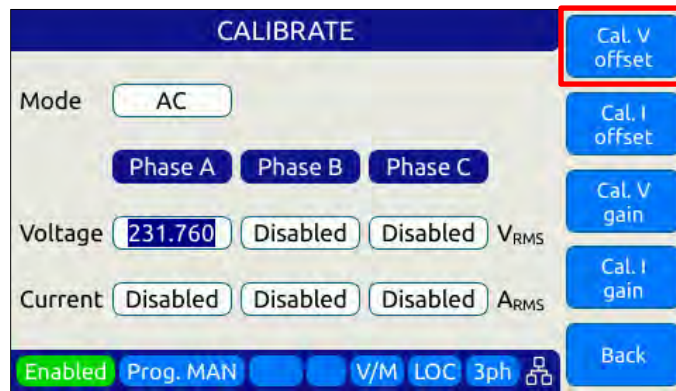 CALIBRATE
Cal. V
offset
Mode AC
Cal. I
offset
Phase A Phase B Phase C
Cal. V
gain
Voltage 231.760 Disabled Disabled VRMS
Cal. I
gain
Current Disabled Disabled Disabled ARMS
Enabled Prog. MAN V/M LOC 3ph
Back